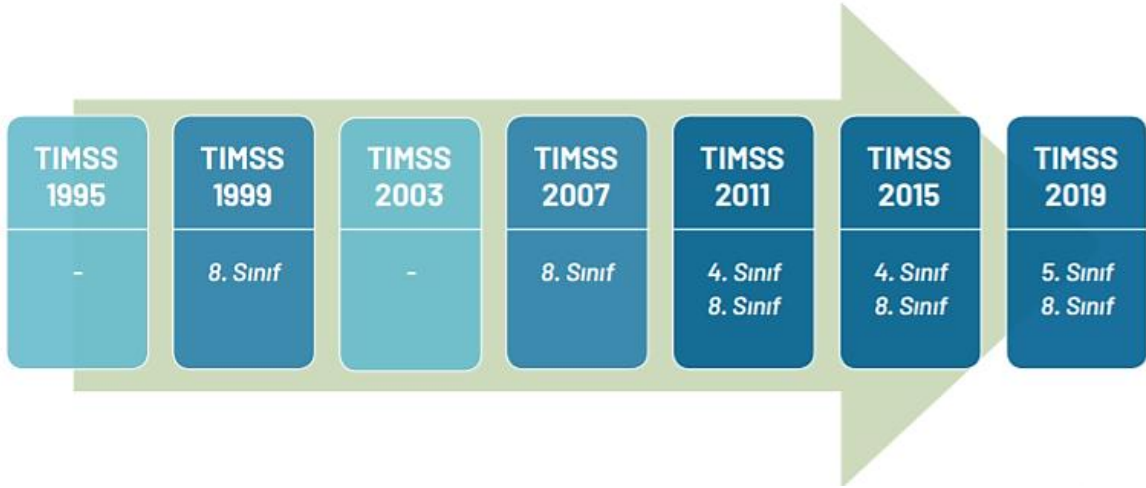 TIMSS
1995
-
TIMSS
1999
8. Sınıf
TIMSS
2003
-
TIMSS
2007
8. Sınıf
TIMSS
2011
4. Sınıf
8. Sınıf
TIMSS
2015
4. Sınıf
8. Sınıf
TIMSS
2019
5. Sınıf
8. Sınıf